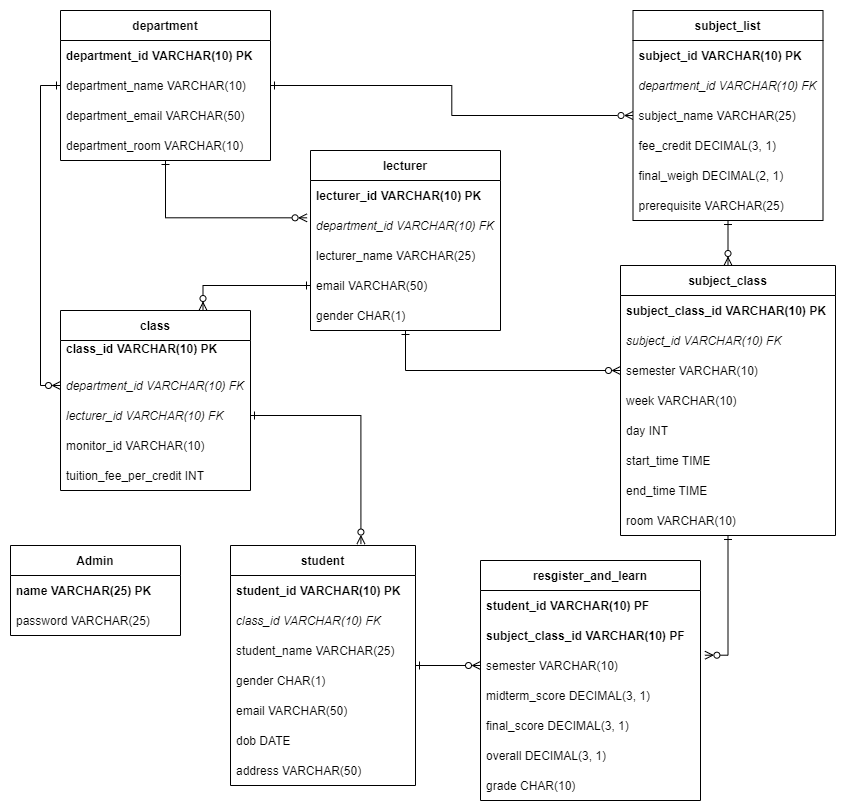 department
department_id VARCHAR(10) PK
department_name VARCHAR(10)
department_email VARCHAR(50)
department_room VARCHAR(10)
subject_list
subject_id VARCHAR(10) PK
department_id VARCHAR(10) FK
subject_name VARCHAR(25)
fee_credit DECIMAL(3, 1)
final_weigh DECIMAL(2, 1)
prerequisite VARCHAR(25)
lecturer
lecturer_id VARCHAR(10) PK
department_id VARCHAR(10) FK
lecturer_name VARCHAR(25)
email VARCHAR(50)
gender CHAR(1)
subject_class
subject_class_id VARCHAR(10) PK
subject_id VARCHAR(10) FK
semester VARCHAR(10)
week VARCHAR(10)
day INT
start_time TIME
end_time TIME
room VARCHAR(10)
class
class_id VARCHAR(10) PK
department_id VARCHAR(10) FK
lecturer_id VARCHAR(10) FK
monitor_id VARCHAR(10)
tuition_fee_per_credit INT
Admin
name VARCHAR(25) PK
password VARCHAR(25)
student
student_id VARCHAR(10) PK
class_id VARCHAR(10) FK
student_name VARCHAR(25)
gender CHAR(1)
email VARCHAR(50)
dob DATE
address VARCHAR(50)
resgister_and_learn
student_id VARCHAR(10) PF
subject_class_id VARCHAR(10) PF
semester VARCHAR(10)
midterm_score DECIMAL(3, 1)
final_score DECIMAL(3, 1)
overall DECIMAL(3, 1)
grade CHAR(10)